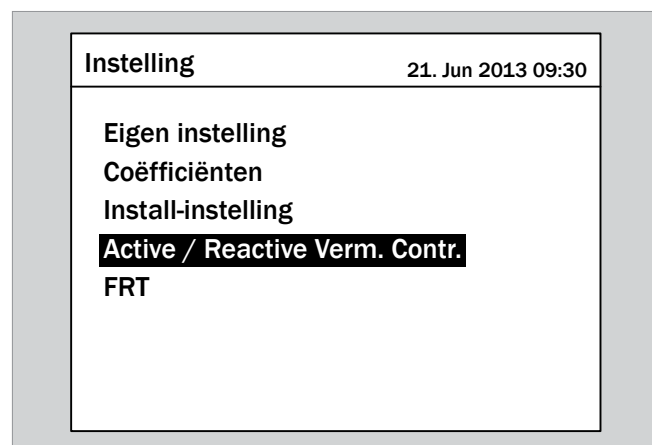 Instelling
21. Jun 2013 09:30
Eigen instelling
Coëfficiënten
Install-instelling
Active / Reactive Verm. Contr.
FRT